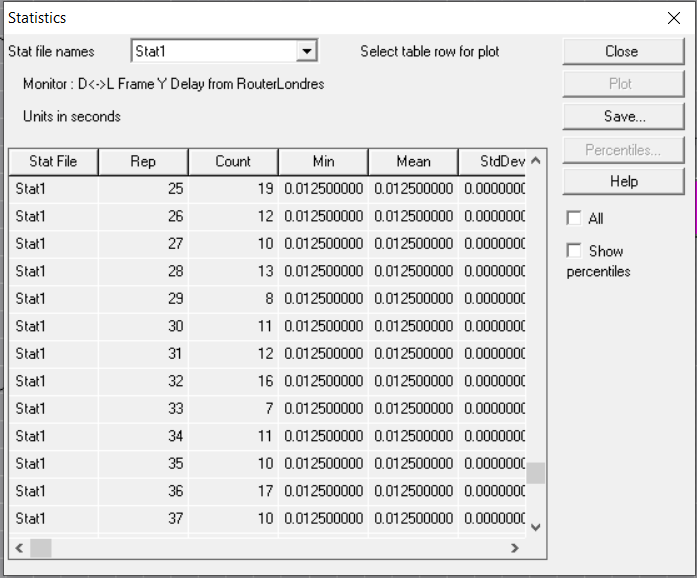 Statistics
Stat file names Stat1 Select table row for plot Close
Monitor : D<->L Frame Y Delay from RouterLondres Plot
Units in seconds Save...
Percentiles...
Help
All
Show percentiles
Stat File Rep Count Min Mean StdDev
Stat1 25 19 0.012500000 0.012500000 0.0000000
Stat1 26 12 0.012500000 0.012500000 0.0000000
Stat1 27 10 0.012500000 0.012500000 0.0000000
Stat1 28 13 0.012500000 0.012500000 0.0000000
Stat1 29 8 0.012500000 0.012500000 0.0000000
Stat1 30 11 0.012500000 0.012500000 0.0000000
Stat1 31 12 0.012500000 0.012500000 0.0000000
Stat1 32 16 0.012500000 0.012500000 0.0000000
Stat1 33 7 0.012500000 0.012500000 0.0000000
Stat1 34 11 0.012500000 0.012500000 0.0000000
Stat1 35 10 0.012500000 0.012500000 0.0000000
Stat1 36 17 0.012500000 0.012500000 0.0000000
Stat1 37 10 0.012500000 0.012500000 0.0000000